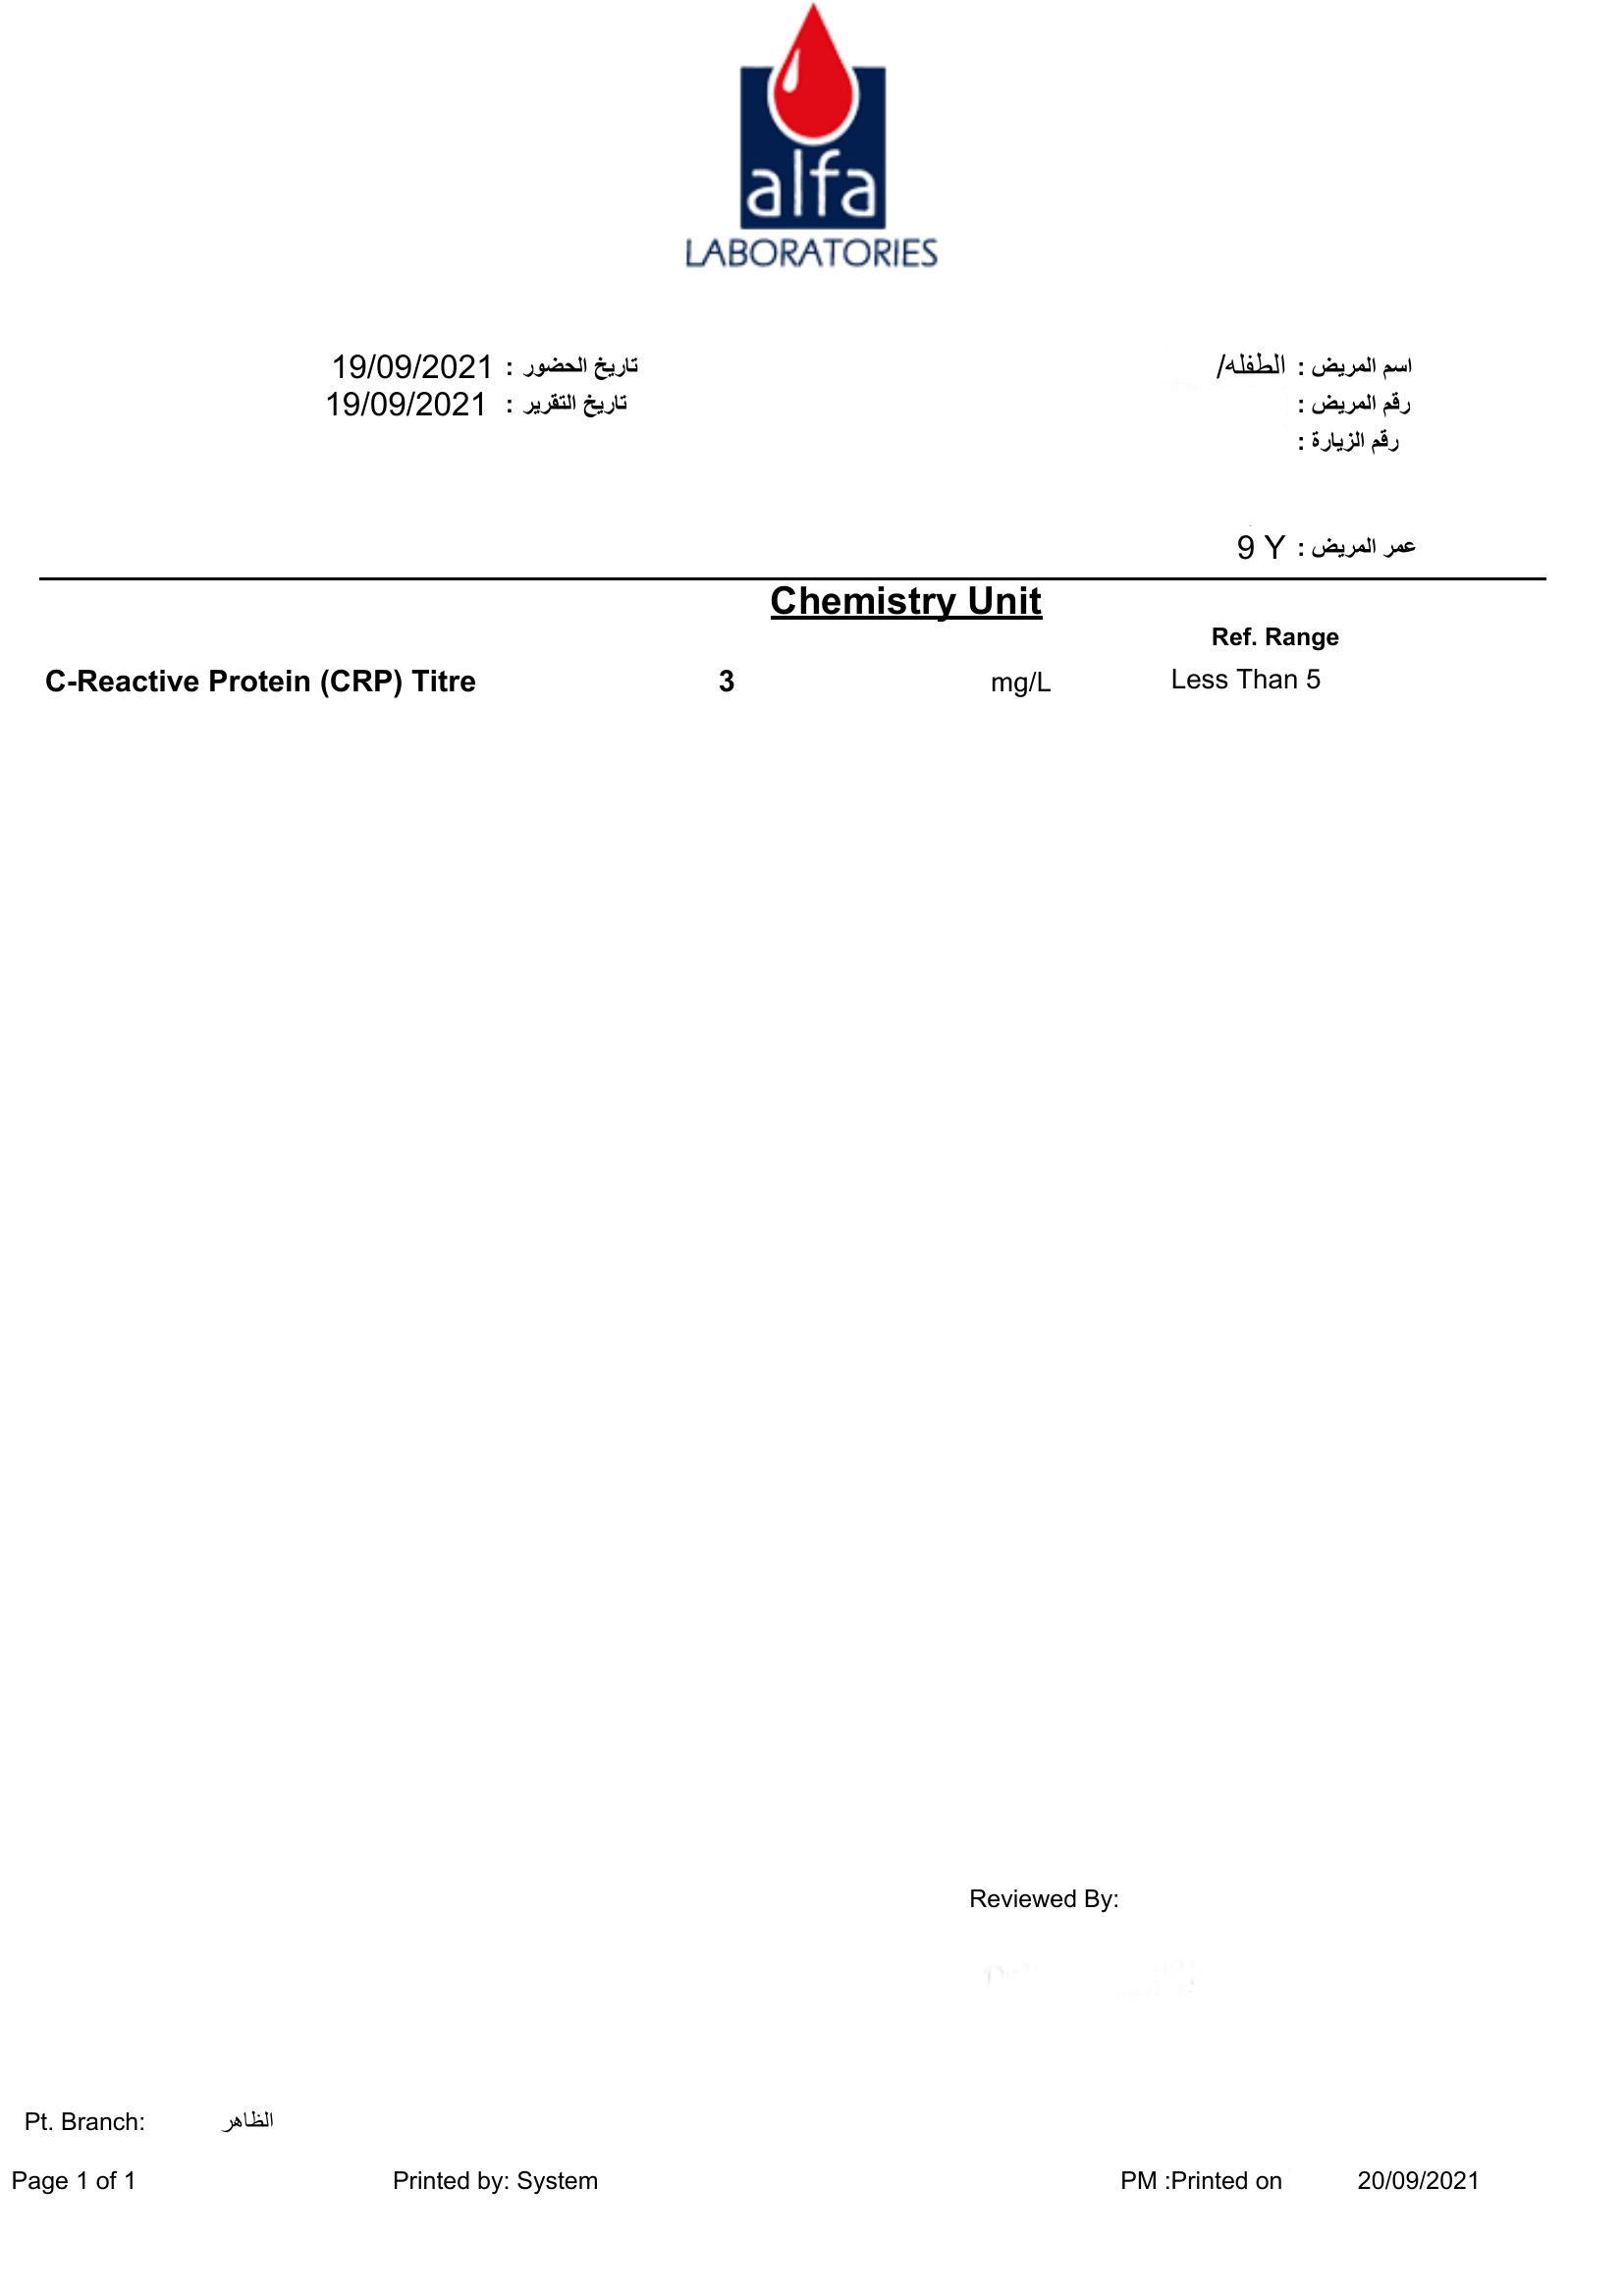 alfa
LABORATORIES
اسم المريض : الطفله/
تاريخ الحضور : 19/09/2021
رقم المريض :
تاريخ التقرير : 19/09/2021
رقم الزيارة :
عمر المريض : 9 Y
Chemistry Unit
Ref. Range
C-Reactive Protein (CRP) Titre 3 mg/L Less Than 5
Reviewed By:
Pt. Branch: الظاهر
Page 1 of 1 Printed by: System PM :Printed on 20/09/2021